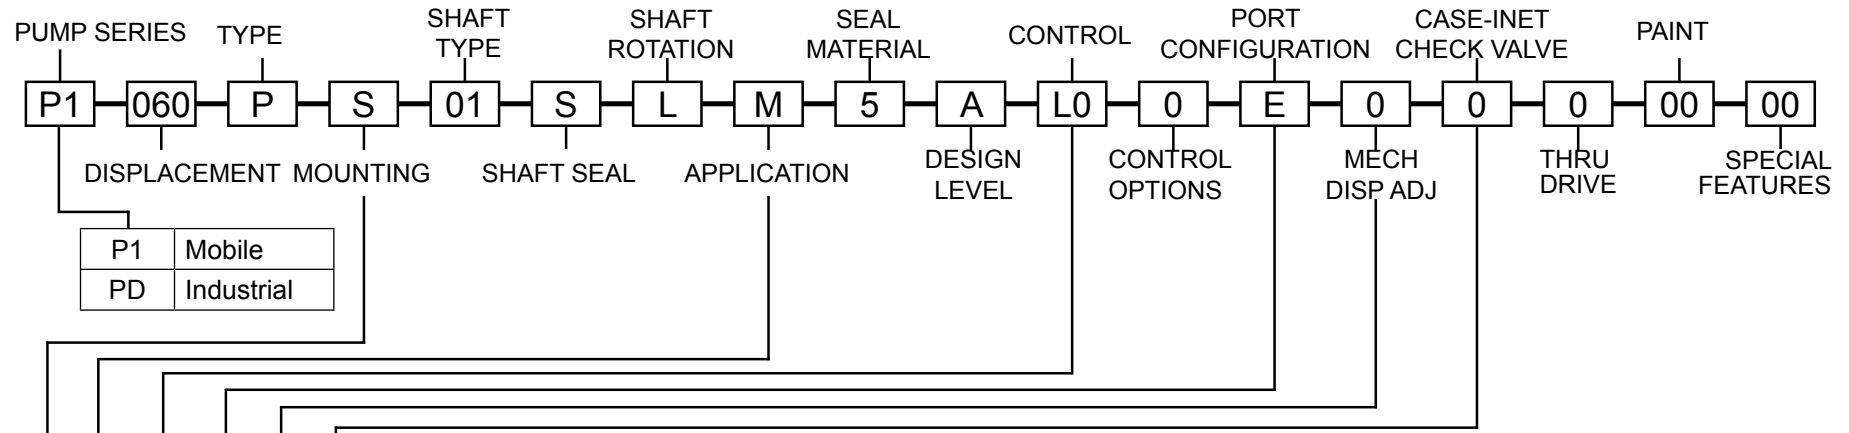 PUMP SERIES
TYPE
SHAFT
TYPE
SHAFT
ROTATION
SEAL
MATERIAL
CONTROL
PORT
CONFIGURATION
CASE-INET
CHECK VALVE
PAINT
P1 060 P S 01 S L M 5 A L0 0 E 0 0 0 00 00
DISPLACEMENT
MOUNTING
SHAFT SEAL
APPLICATION
DESIGN
LEVEL
CONTROL
OPTIONS
MECH
DISP ADJ
THRU
DRIVE
SPECIAL
FEATURES
P1 Mobile
PD Industrial